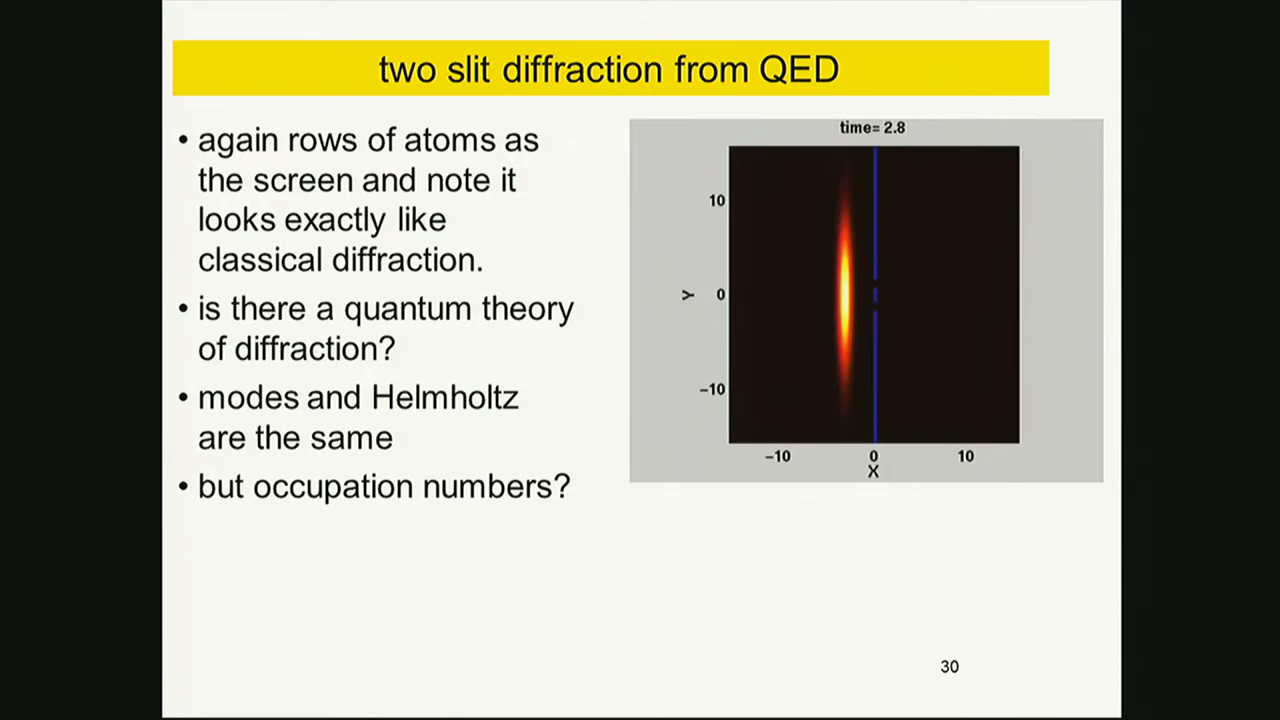 two slit diffraction from QED
• again rows of atoms as
the screen and note it
looks exactly like
classical diffraction.
• is there a quantum theory
of diffraction?
• modes and Helmholtz
are the same
• but occupation numbers?
time= 2.8
10
Y 0
−10
−10 0 10
X
30